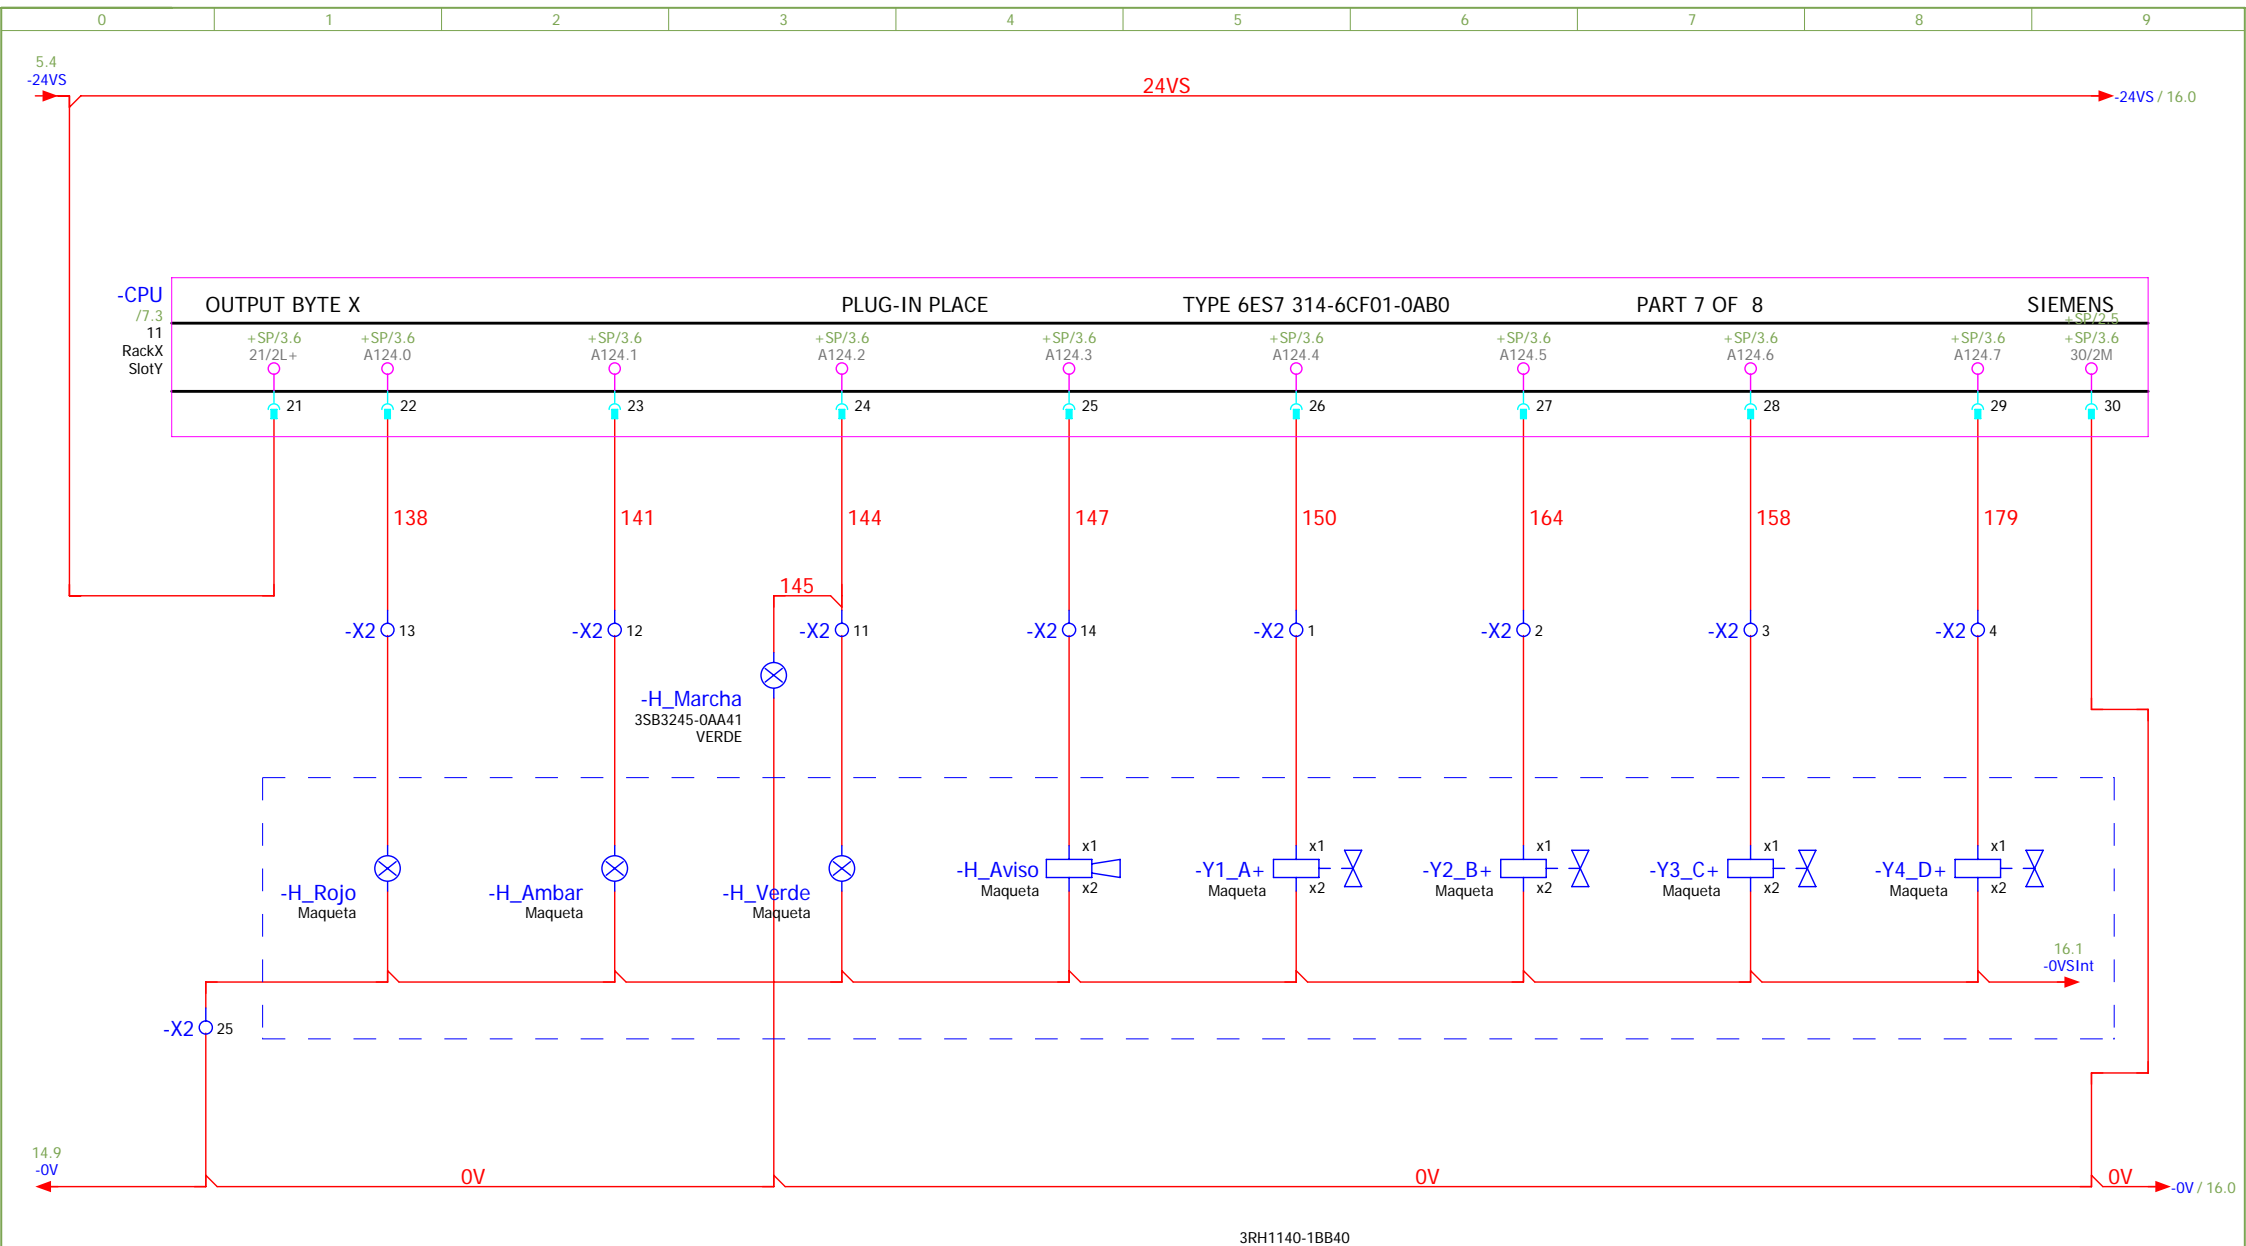 0 1 2 3 4 5 6 7 8 9
5.4
-24VS
24VS
-24VS / 16.0
-CPU
/7.3
11
RackX
SlotY
OUTPUT BYTE X PLUG-IN PLACE TYPE 6ES7 314-6CF01-0AB0 PART 7 OF 8 SIEMENS
+SP/2.5
+SP/3.6 +SP/3.6 +SP/3.6 +SP/3.6 +SP/3.6 +SP/3.6 +SP/3.6 +SP/3.6 +SP/3.6 +SP/3.6
21/2L+ A124.0 A124.1 A124.2 A124.3 A124.4 A124.5 A124.6 A124.7 30/2M
21 22 23 24 25 26 27 28 29 30
138 141 144 147 150 164 158 179
145
-X2 13 -X2 12 -X2 11 -X2 14 -X2 1 -X2 2 -X2 3 -X2 4
-H_Marcha
3SB3245-0AA41
VERDE
x1 x1 x1 x1 x1
-H_Aviso -Y1_A+ -Y2_B+ -Y3_C+ -Y4_D+
Maqueta x2 Maqueta x2 Maqueta x2 Maqueta x2 Maqueta x2
-H_Rojo -H_Ambar -H_Verde
Maqueta Maqueta Maqueta
16.1
-0VSInt
-X2 25
14.9
-0V
0V 0V 0V
-0V / 16.0
3RH1140-1BB40